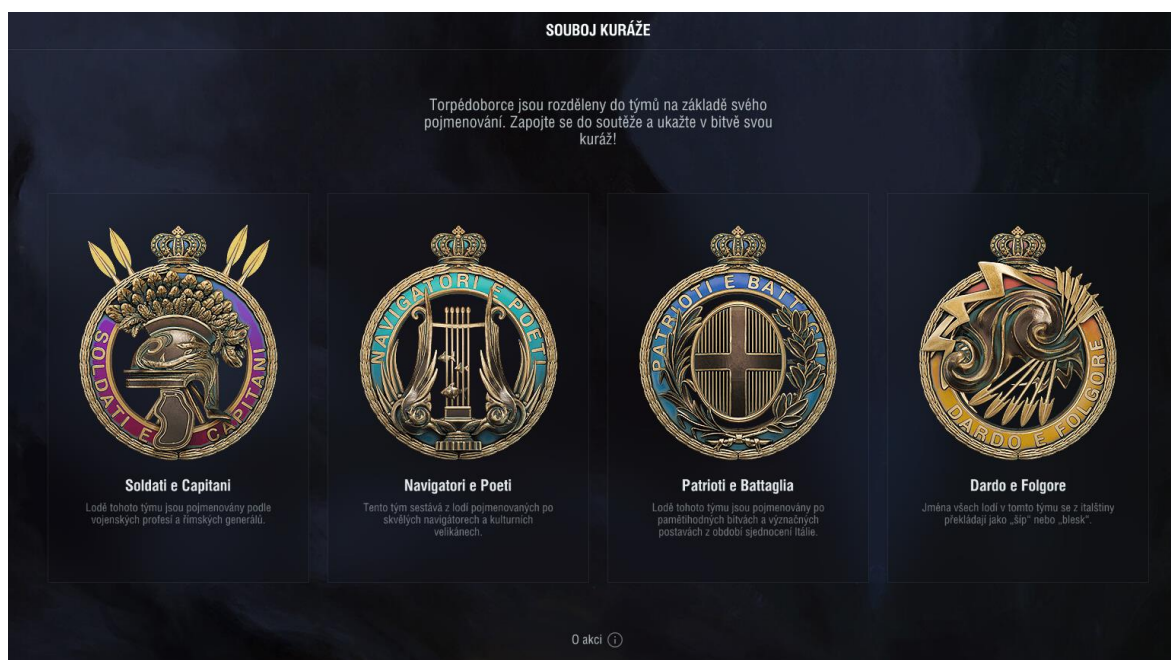 SOUBOJ KURÁŽE
Torpédoborce jsou rozděleny do týmů na základě svého
pojmenování. Zapojte se do soutěže a ukažte v bitvě svou
kuráž!
SOLDATI E CAPITANI
NAVIGATORI E POETI
PATRIOTI E BATTAGLIA
DARDO E FOLGORE
Soldati e Capitani
Lodě tohoto týmu jsou pojmenovány podle
vojenských profesí a římských generálů.
Navigatori e Poeti
Tento tým sestává z lodí pojmenovaných po
skvělých navigátorech a kulturních
velikánech.
Patrioti e Battaglia
Lodě tohoto týmu jsou pojmenovány po
pamětihodných bitvách a význačných
postavách z období sjednocení Itálie.
Dardo e Folgore
Jména všech lodí v tomto týmu se z italštiny
překládají jako „šíp" nebo „blesk".
O akci